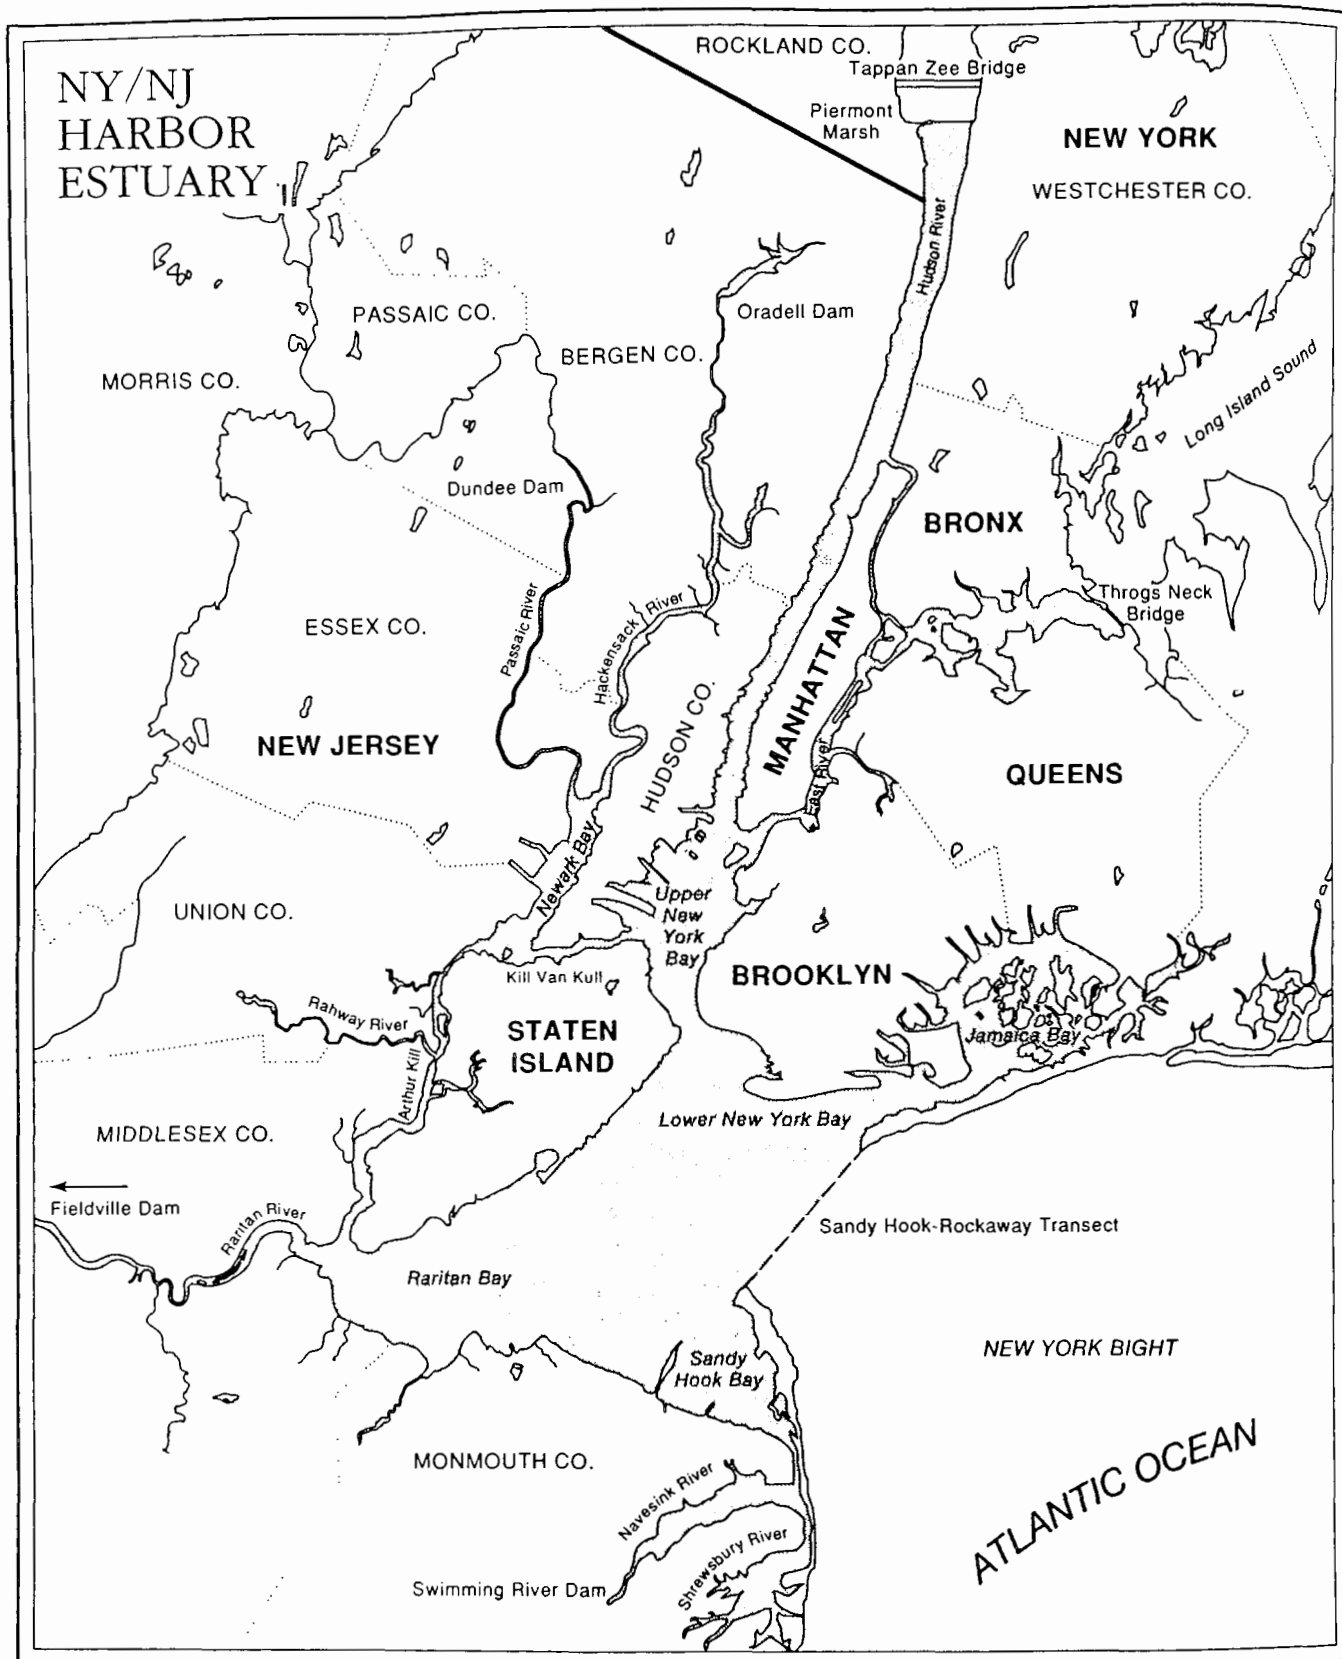 NY/NJ
HARBOR
ESTUARY
ROCKLAND CO.
Tappan Zee Bridge
Piermont
Marsh
NEW YORK
WESTCHESTER CO.
Hudson River
PASSAIC CO.
Oradell Dam
BERGEN CO.
MORRIS CO.
Long Island Sound
Dundee Dam
BRONX
Throgs Neck
Bridge
Passaic River
Hackensack River
ESSEX CO.
MANHATTAN
HUDSON CO.
NEW JERSEY
East River
QUEENS
Newark Bay
Upper
New
York
Bay
UNION CO.
Kill Van Kull
BROOKLYN
Rahway River
STATEN
ISLAND
Jamaica Bay
Arthur Kill
Lower New York Bay
MIDDLESEX CO.
Fieldville Dam
Raritan River
Sandy Hook-Rockaway Transect
Raritan Bay
NEW YORK BIGHT
Sandy
Hook Bay
MONMOUTH CO.
ATLANTIC OCEAN
Navesink River
Shrewsbury River
Swimming River Dam